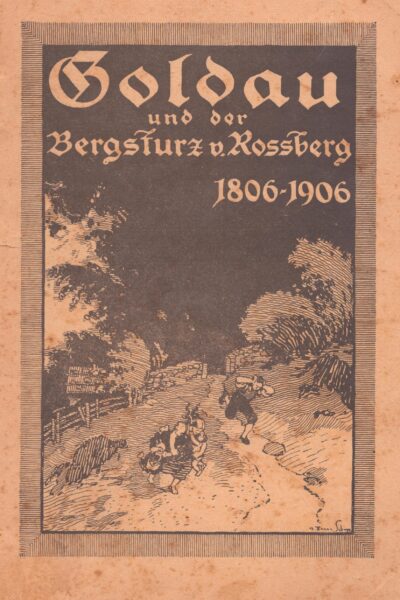 Goldau
und der
Bergsturz v. Rossberg
1806-1906